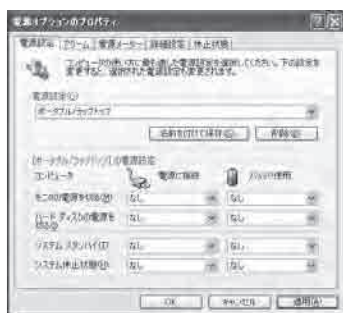 電源オプションのプロパティ
電源設定 アラーム 電源メーター 詳細設定 休止状態
コンピュータの使い方に最も適した電源設定を選択してください。下の設定を
変更すると、選択された電源設定も変更されます。
電源設定(C)
ポータブル/ラップトップ
名前を付けて保存(S)... 削除(D)
[ポータブル/ラップトップ] の電源設定
コンピュータ 電源に接続 バッテリ使用
モニタの電源を切る(M) なし なし
ハード ディスクの電源を
切る(I) なし なし
システム スタンバイ(T) なし なし
システム休止状態(H) なし なし
OK キャンセル 適用(A)